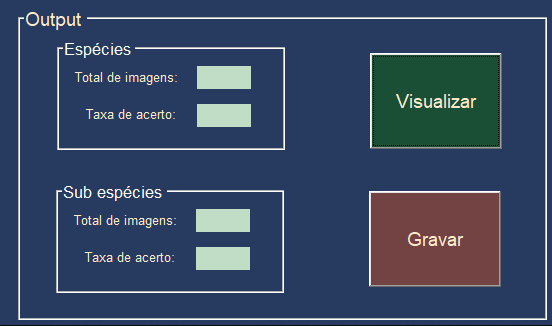 Output
Espécies
Total de imagens:
Taxa de acerto:
Visualizar
Sub espécies
Total de imagens:
Taxa de acerto:
Gravar